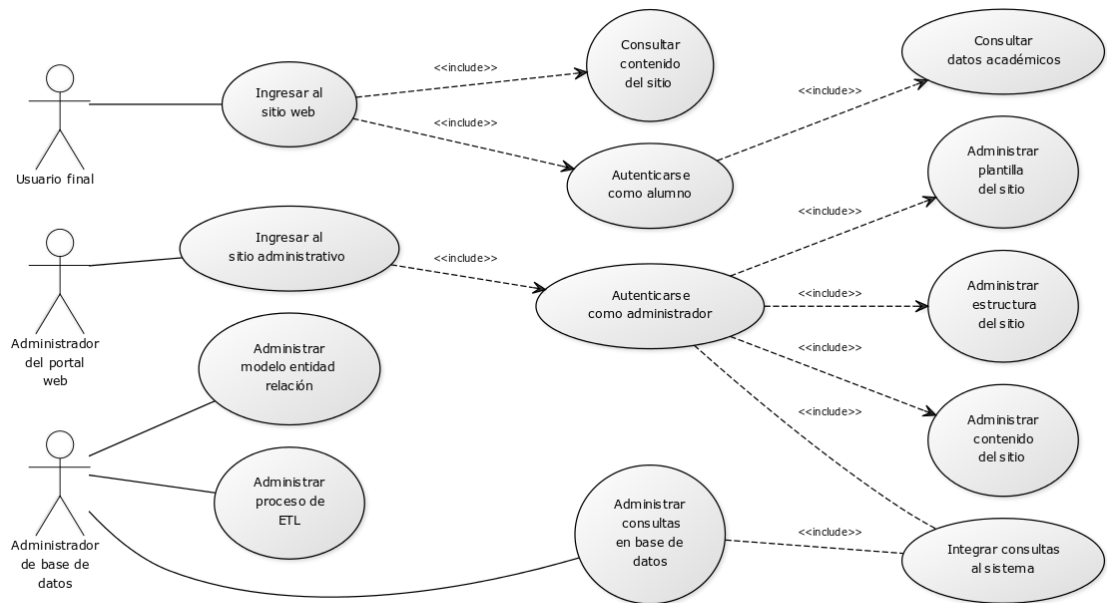 Usuario final
Ingresar al
sitio web
<<include>>
Consultar
contenido
del sitio
<<include>>
Autenticarse
como alumno
<<include>>
Consultar
datos académicos
Administrador
del portal
web
Ingresar al
sitio administrativo
<<include>>
Autenticarse
como administrador
<<include>>
Administrar
plantilla
del sitio
<<include>>
Administrar
estructura
del sitio
<<include>>
Administrar
contenido
del sitio
<<include>>
Administrador
de base de
datos
Administrar
modelo entidad
relación
Administrar
proceso de
ETL
Administrar
consultas
en base de
datos
<<include>>
Integrar consultas
al sistema